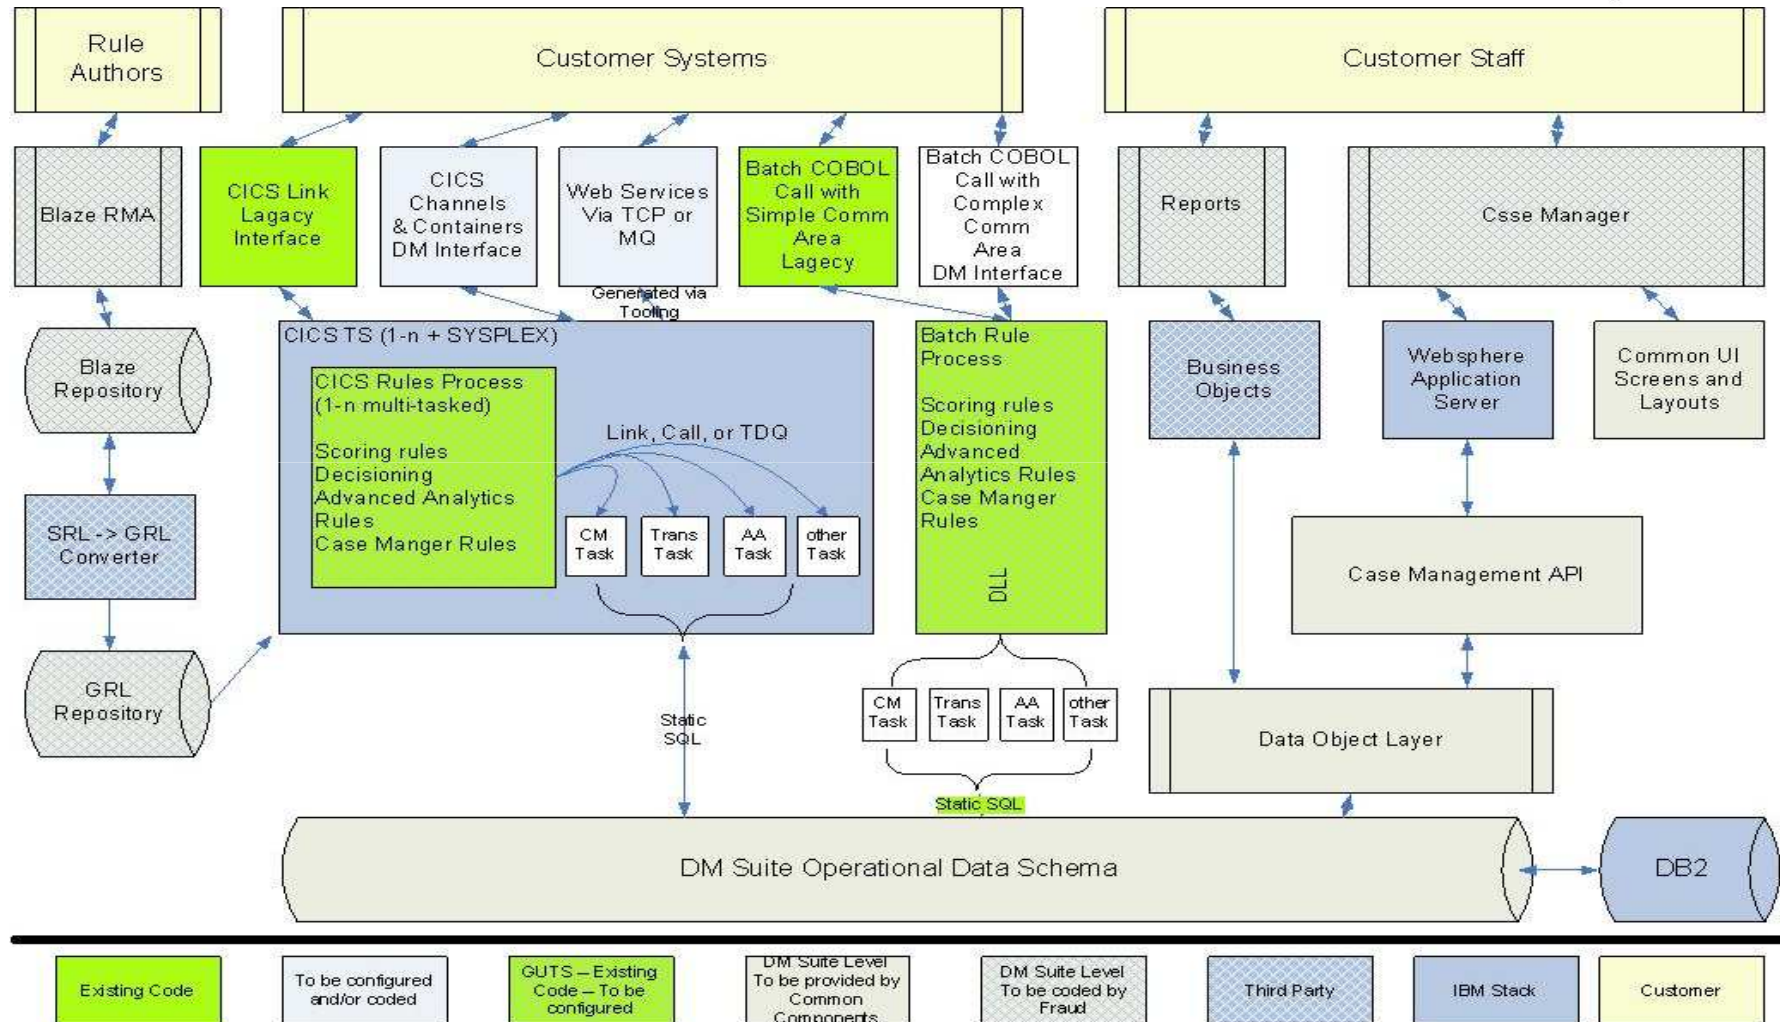 Rule
Authors
Customer Systems
Customer Staff
Blaze RMA
CICS Link
Lagacy
Interface
CICS
Channels
& Containers
DM Interface
Web Services
Via TCP or
MQ
Batch COBOL
Call with
Simple Comm
Area
Lagecy
Batch COBOL
Call with
Complex
Comm
Area
DM Interface
Reports
Csse Manager
Generated via
Tooling
Blaze
Repository
CICS TS (1-n + SYSPLEX)
CICS Rules Process
(1-n multi-tasked)
Scoring rules
Decisioning
Advanced Analytics
Rules
Case Manger Rules
Link, Call, or TDQ
CM
Task
Trans
Task
AA
Task
other
Task
Batch Rule
Process
Scoring rules
Decisioning
Advanced
Analytics Rules
Case Manger
Rules
DLL
Business
Objects
Websphere
Application
Server
Common UI
Screens and
Layouts
SRL -> GRL
Converter
Case Management API
GRL
Repository
Static
SQL
CM
Task
Trans
Task
AA
Task
other
Task
Static SQL
Data Object Layer
DM Suite Operational Data Schema
DB2
Existing Code
To be configured
and/or coded
GUTS – Existing
Code – To be
configured
DM Suite Level
To be provided by
Common
Components
DM Suite Level
To be coded by
Fraud
Third Party
IBM Stack
Customer